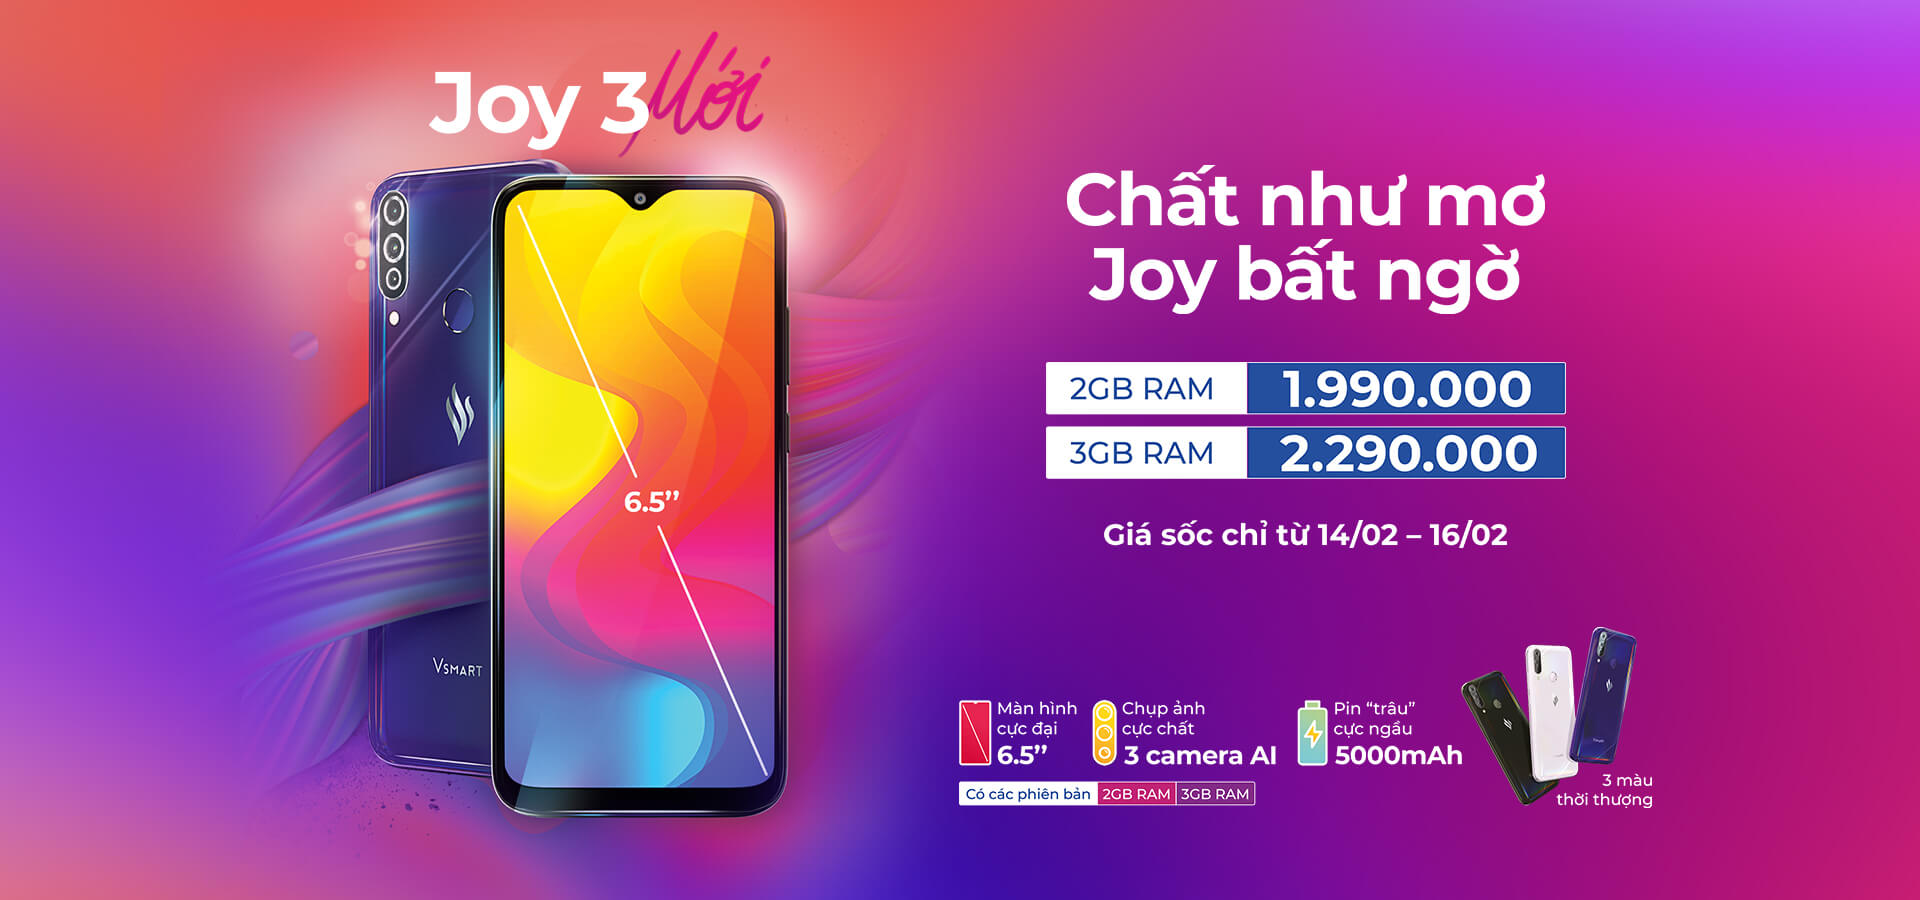 Joy 3 Mới
6.5”
VSMART
Chất như mơ
Joy bất ngờ
2GB RAM 1.990.000
3GB RAM 2.290.000
Giá sốc chỉ từ 14/02 – 16/02
Màn hình
cực đại
6.5”
Chụp ảnh
cực chất
3 camera AI
Pin “trâu”
cực ngầu
5000mAh
Có các phiên bản 2GB RAM 3GB RAM
3 màu
thời thượng